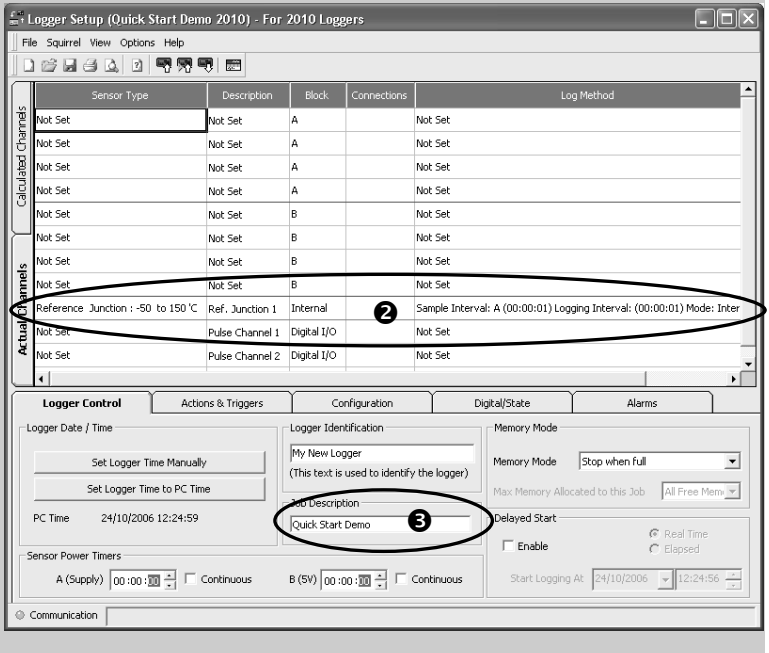 Logger Setup (Quick Start Demo 2010) - For 2010 Loggers
File Squirrel View Options Help
Calculated Channels
Actual Channels
Sensor Type Description Block Connections Log Method
Not Set Not Set A Not Set
Not Set Not Set A Not Set
Not Set Not Set A Not Set
Not Set Not Set A Not Set
Not Set Not Set B Not Set
Not Set Not Set B Not Set
Not Set Not Set B Not Set
Not Set Not Set B Not Set
Reference Junction : -50 to 150 'C Ref. Junction 1 Internal ❷ Sample Interval: A (00:00:01) Logging Interval: (00:00:01) Mode: Inter
Not Set Pulse Channel 1 Digital I/O Not Set
Not Set Pulse Channel 2 Digital I/O Not Set
Logger Control Actions & Triggers Configuration Digital/State Alarms
Logger Date / Time
Set Logger Time Manually
Set Logger Time to PC Time
PC Time 24/10/2006 12:24:59
Logger Identification
My New Logger
(This text is used to identify the logger)
Job Description
Quick Start Demo ❸
Memory Mode
Memory Mode Stop when full
Max Memory Allocated to this Job All Free Mem
Delayed Start
Enable
Real Time
Elapsed
Start Logging At 24/10/2006 12:24:56
Sensor Power Timers
A (Supply) 00:00:00 Continuous B (5V) 00:00:00 Continuous
Communication